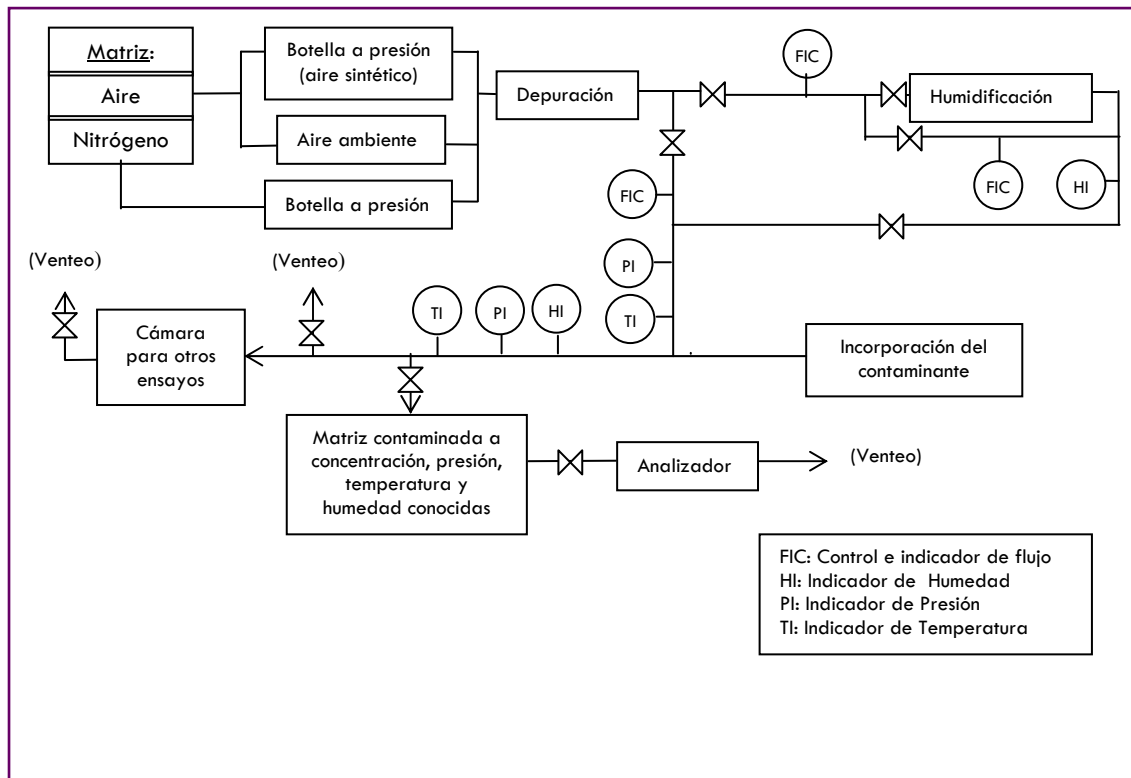 Matriz:
Aire
Nitrógeno
Botella a presión
(aire sintético)
Aire ambiente
Botella a presión
Depuración
FIC
Humidificación
FIC
HI
FIC
PI
TI
(Venteo)
(Venteo)
TI
PI
HI
Cámara
para otros
ensayos
Incorporación del
contaminante
Matriz contaminada a
concentración, presión,
temperatura y
humedad conocidas
Analizador
(Venteo)
FIC: Control e indicador de flujo
HI: Indicador de Humedad
PI: Indicador de Presión
TI: Indicador de Temperatura